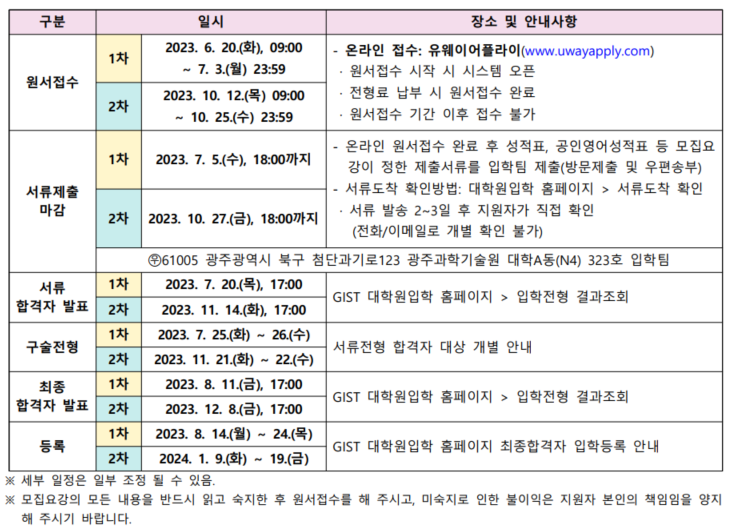 구분 일시 장소 및 안내사항
원서접수
1차 2023. 6. 20.(화), 09:00
~ 7. 3.(월) 23:59
2차 2023. 10. 12.(목) 09:00
~ 10. 25.(수) 23:59
- 온라인 접수: 유웨이어플라이(www.uwayapply.com)
· 원서접수 시작 시 시스템 오픈
· 전형료 납부 시 원서접수 완료
· 원서접수 기간 이후 접수 불가
서류제출
마감
1차 2023. 7. 5.(수), 18:00까지
2차 2023. 10. 27.(금), 18:00까지
- 온라인 원서접수 완료 후 성적표, 공인영어성적표 등 모집요
강이 정한 제출서류를 입학팀 제출(방문제출 및 우편송부)
- 서류도착 확인방법: 대학원입학 홈페이지 > 서류도착 확인
· 서류 발송 2~3일 후 지원자가 직접 확인
(전화/이메일로 개별 확인 불가)
㉾61005 광주광역시 북구 첨단과기로123 광주과학기술원 대학A동(N4) 323호 입학팀
서류
합격자 발표
1차 2023. 7. 20.(목), 17:00
2차 2023. 11. 14.(화), 17:00
GIST 대학원입학 홈페이지 > 입학전형 결과조회
구술전형
1차 2023. 7. 25.(화) ~ 26.(수)
2차 2023. 11. 21.(화) ~ 22.(수)
서류전형 합격자 대상 개별 안내
최종
합격자 발표
1차 2023. 8. 11.(금), 17:00
2차 2023. 12. 8.(금), 17:00
GIST 대학원입학 홈페이지 > 입학전형 결과조회
등록
1차 2023. 8. 14.(월) ~ 24.(목)
2차 2024. 1. 9.(화) ~ 19.(금)
GIST 대학원입학 홈페이지 최종합격자 입학등록 안내
※ 세부 일정은 일부 조정 될 수 있음.
※ 모집요강의 모든 내용을 반드시 읽고 숙지한 후 원서접수를 해 주시고, 미숙지로 인한 불이익은 지원자 본인의 책임임을 양지
해 주시기 바랍니다.